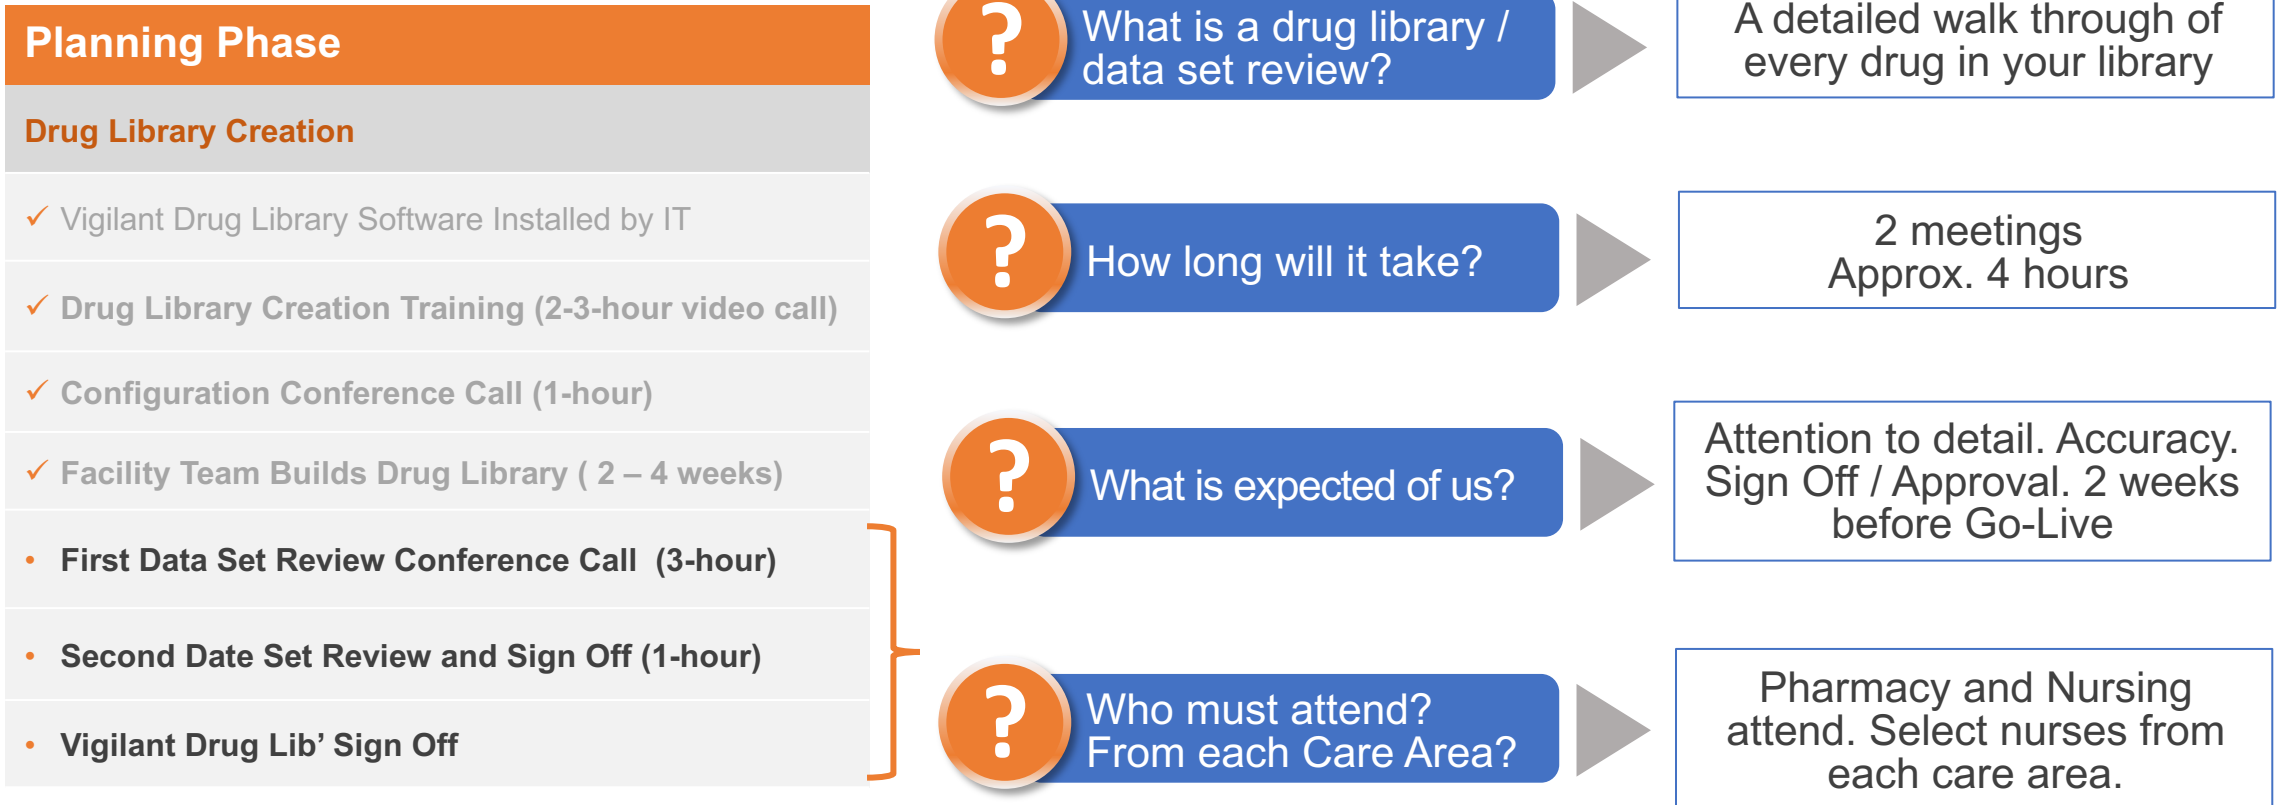 Planning Phase
Drug Library Creation
✓ Vigilant Drug Library Software Installed by IT
✓ Drug Library Creation Training (2-3-hour video call)
✓ Configuration Conference Call (1-hour)
✓ Facility Team Builds Drug Library ( 2 – 4 weeks)
• First Data Set Review Conference Call  (3-hour)
• Second Date Set Review and Sign Off (1-hour)
• Vigilant Drug Lib’ Sign Off
?
What is a drug library /
data set review?
A detailed walk through of
every drug in your library
?
How long will it take?
2 meetings
Approx. 4 hours
?
What is expected of us?
Attention to detail. Accuracy.
Sign Off / Approval. 2 weeks
before Go-Live
?
Who must attend?
From each Care Area?
Pharmacy and Nursing
attend. Select nurses from
each care area.